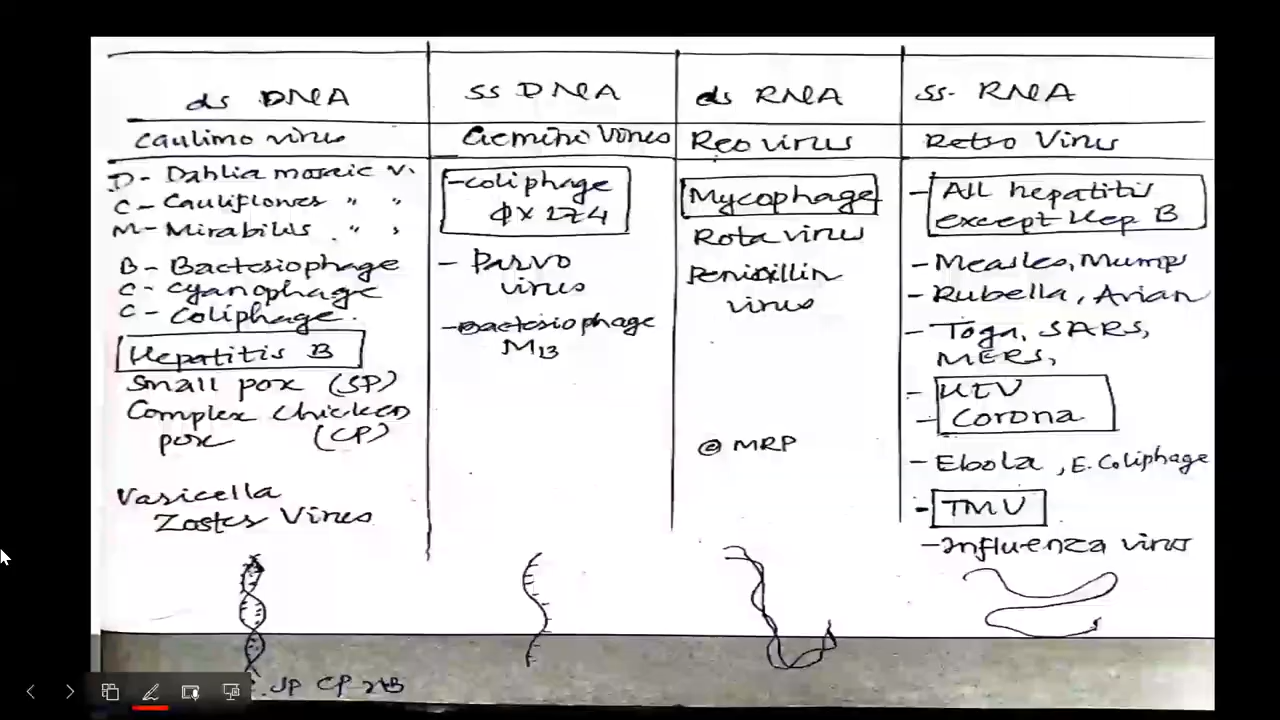 ds DNA
Caulimo virus
D - Dahlia mosaic v.
C - Cauliflower " "
M - Mirabilis " "
B - Bacteriophage
C - Cyanophage
C - Coliphage.
Hepatitis B
Small pox (SP)
Complex Chicken
pox (CP)
Varicella
Zoster Virus
SS DNA
Gemini Virus
- Coliphage
ΦX 174
- Parvo
virus
- Bacteriophage
M13
ds RNA
Reo virus
Mycophage
Rota virus
Penicillin
virus
MRP
SS. RNA
Retro Virus
- All hepatitis
except Hep B
- Measles, Mump
- Rubella, Avian
- Toga, SARS,
MERS,
- HIV
- Corona
- Ebola, E. Coliphage
- TMV
- Influenza virus
CP